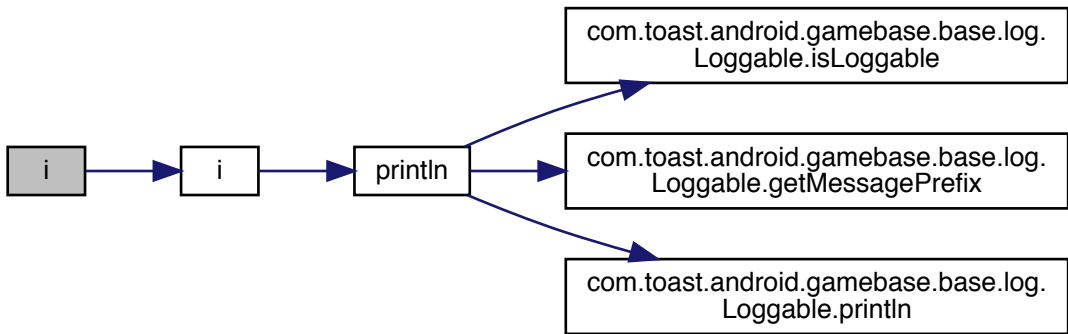 i
i
println
com.toast.android.gamebase.base.log.
Loggable.isLoggable
com.toast.android.gamebase.base.log.
Loggable.getMessagePrefix
com.toast.android.gamebase.base.log.
Loggable.println